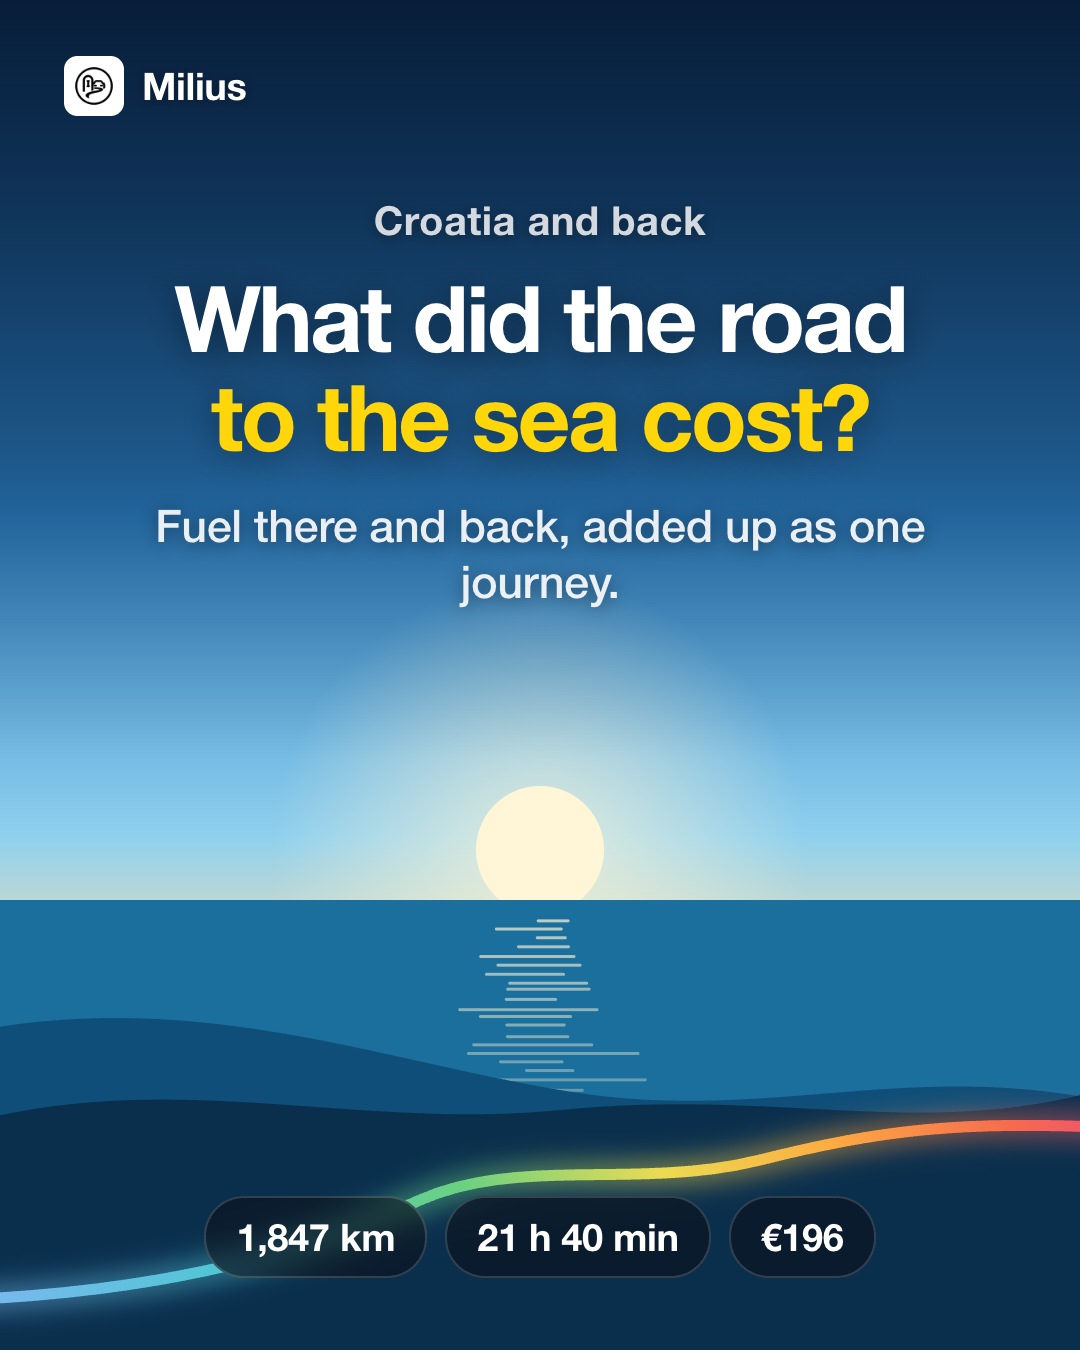 Milius
Croatia and back
What did the road
to the sea cost?
Fuel there and back, added up as one
journey.
1,847 km
21 h 40 min
€196